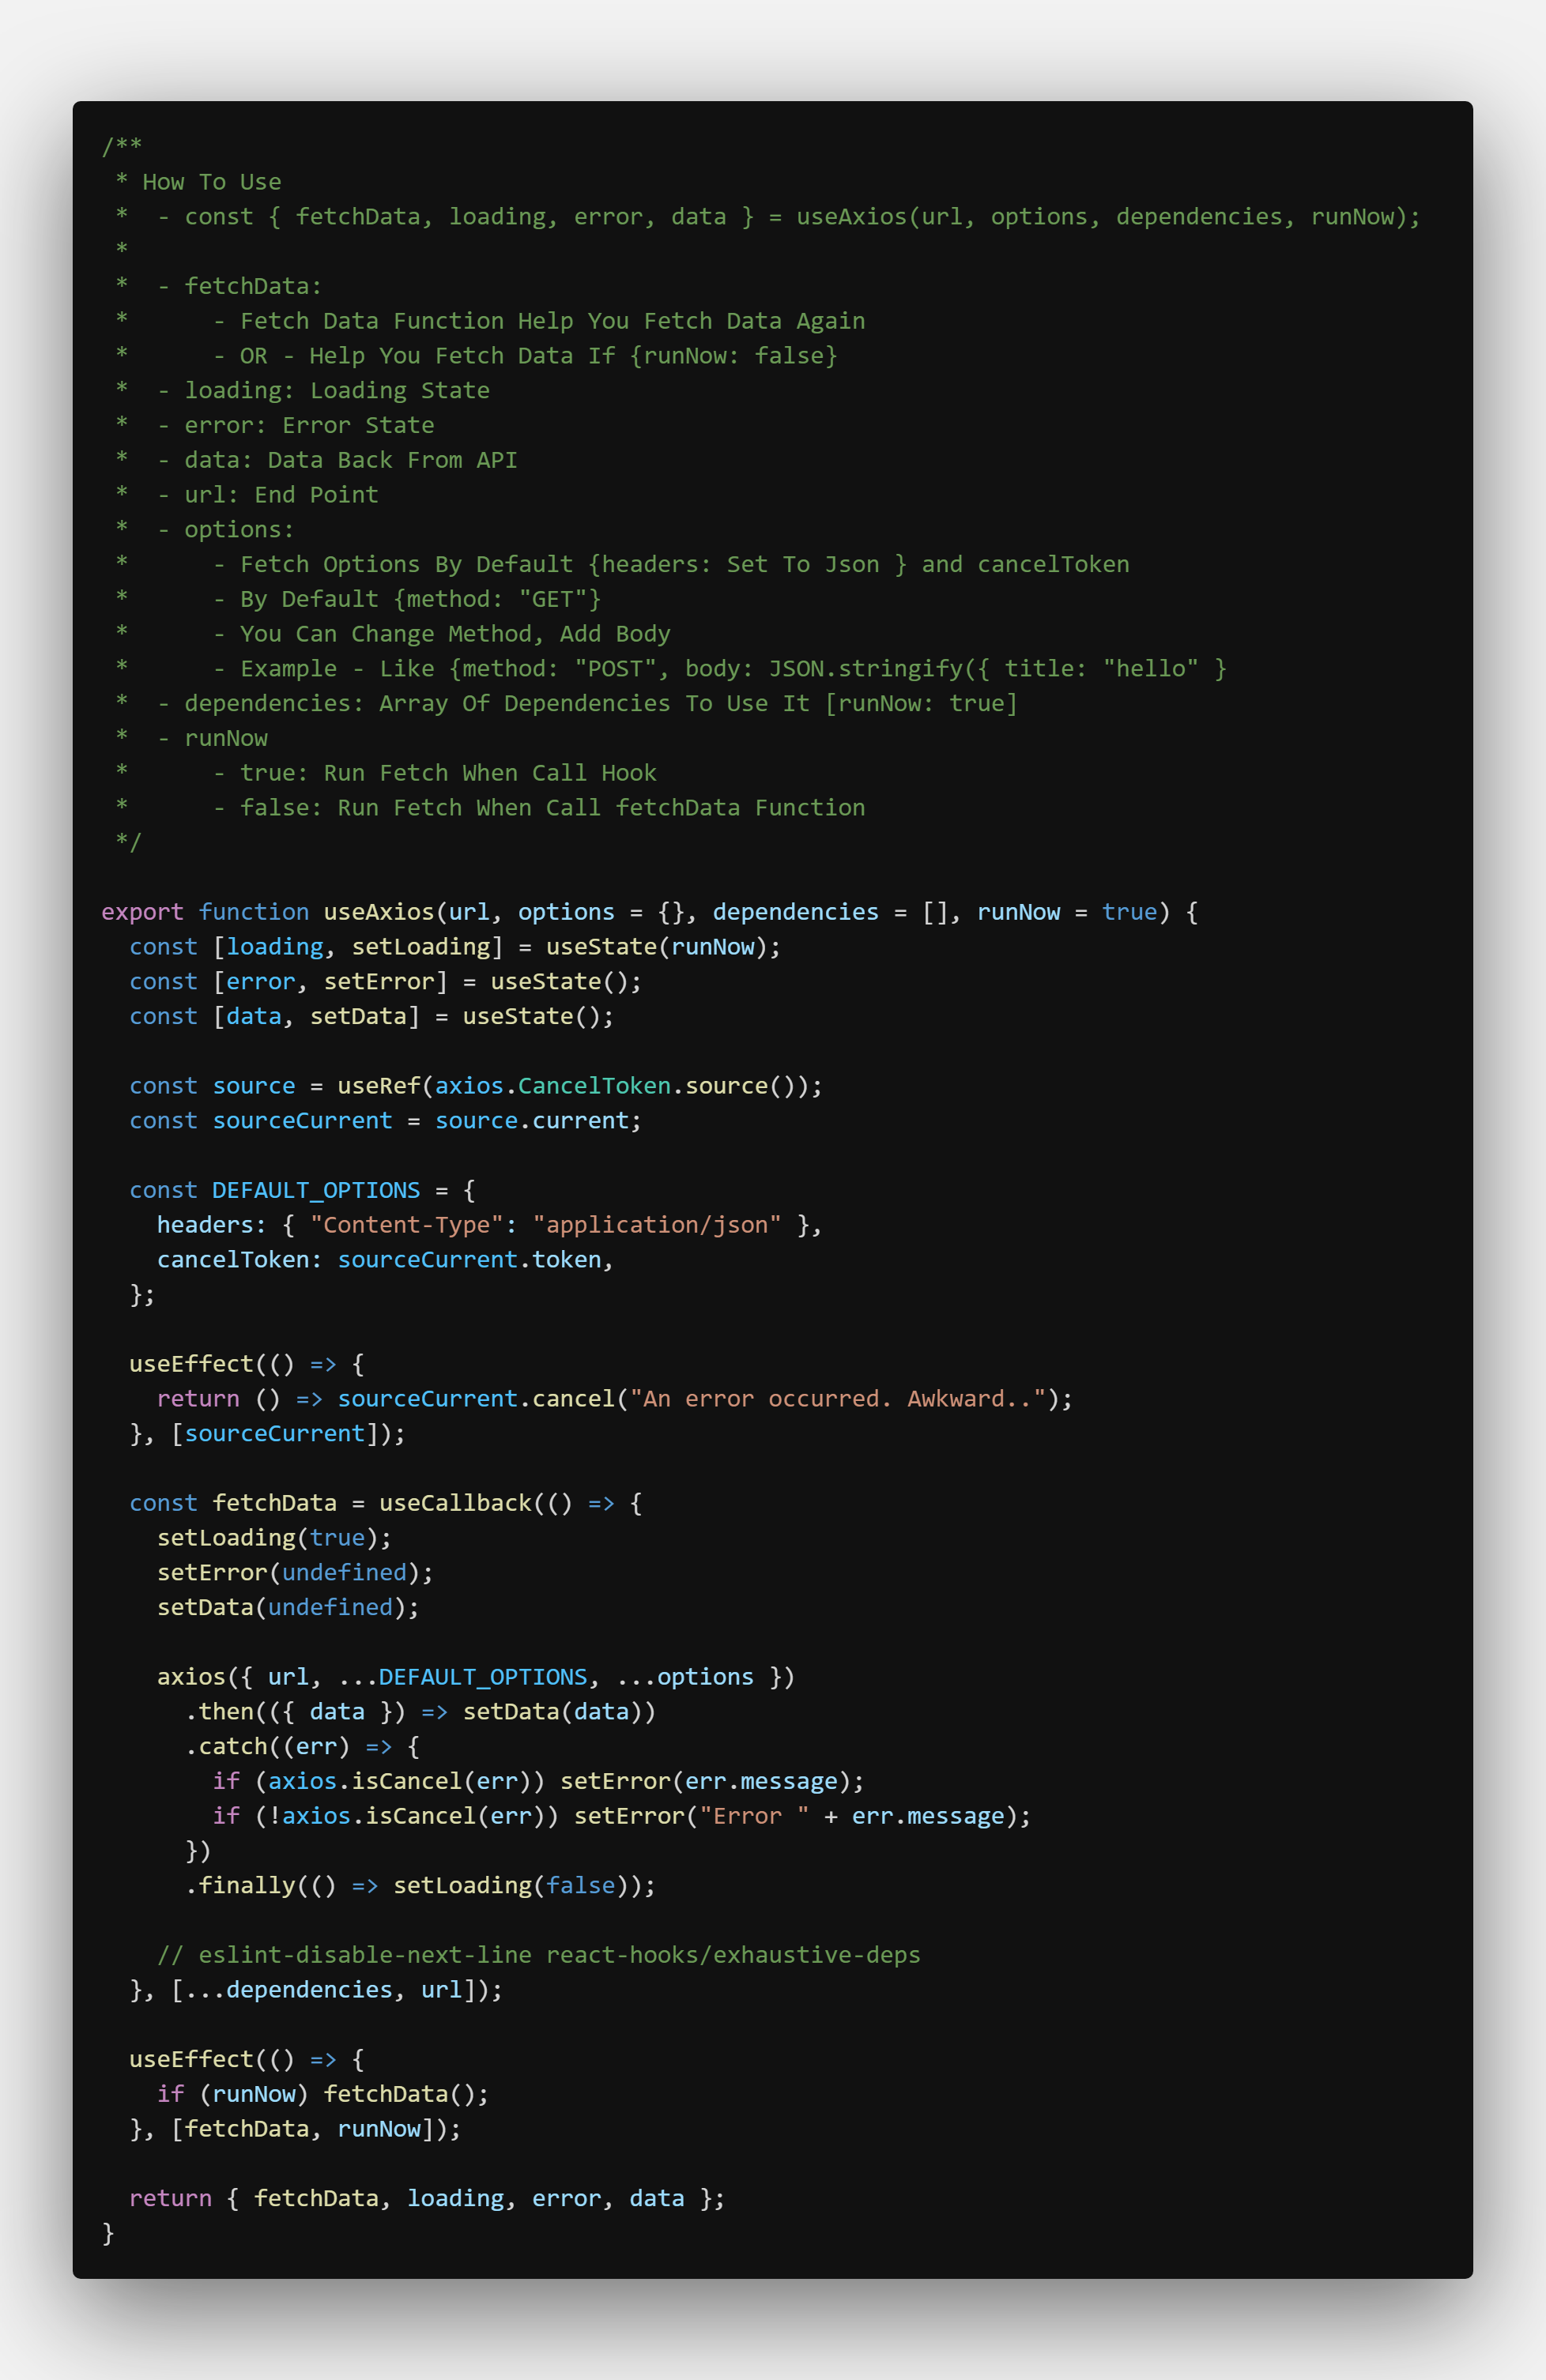 /**
 * How To Use
 *  - const { fetchData, loading, error, data } = useAxios(url, options, dependencies, runNow);
 *
 *  - fetchData:
 *      - Fetch Data Function Help You Fetch Data Again
 *      - OR - Help You Fetch Data If {runNow: false}
 *  - loading: Loading State
 *  - error: Error State
 *  - data: Data Back From API
 *  - url: End Point
 *  - options:
 *      - Fetch Options By Default {headers: Set To Json } and cancelToken
 *      - By Default {method: "GET"}
 *      - You Can Change Method, Add Body
 *      - Example - Like {method: "POST", body: JSON.stringify({ title: "hello" }
 *  - dependencies: Array Of Dependencies To Use It [runNow: true]
 *  - runNow
 *      - true: Run Fetch When Call Hook
 *      - false: Run Fetch When Call fetchData Function
 */

export function useAxios(url, options = {}, dependencies = [], runNow = true) {
  const [loading, setLoading] = useState(runNow);
  const [error, setError] = useState();
  const [data, setData] = useState();

  const source = useRef(axios.CancelToken.source());
  const sourceCurrent = source.current;

  const DEFAULT_OPTIONS = {
    headers: { "Content-Type": "application/json" },
    cancelToken: sourceCurrent.token,
  };

  useEffect(() => {
    return () => sourceCurrent.cancel("An error occurred. Awkward..");
  }, [sourceCurrent]);

  const fetchData = useCallback(() => {
    setLoading(true);
    setError(undefined);
    setData(undefined);

    axios({ url, ...DEFAULT_OPTIONS, ...options })
      .then(({ data }) => setData(data))
      .catch((err) => {
        if (axios.isCancel(err)) setError(err.message);
        if (!axios.isCancel(err)) setError("Error " + err.message);
      })
      .finally(() => setLoading(false));

    // eslint-disable-next-line react-hooks/exhaustive-deps
  }, [...dependencies, url]);

  useEffect(() => {
    if (runNow) fetchData();
  }, [fetchData, runNow]);

  return { fetchData, loading, error, data };
}